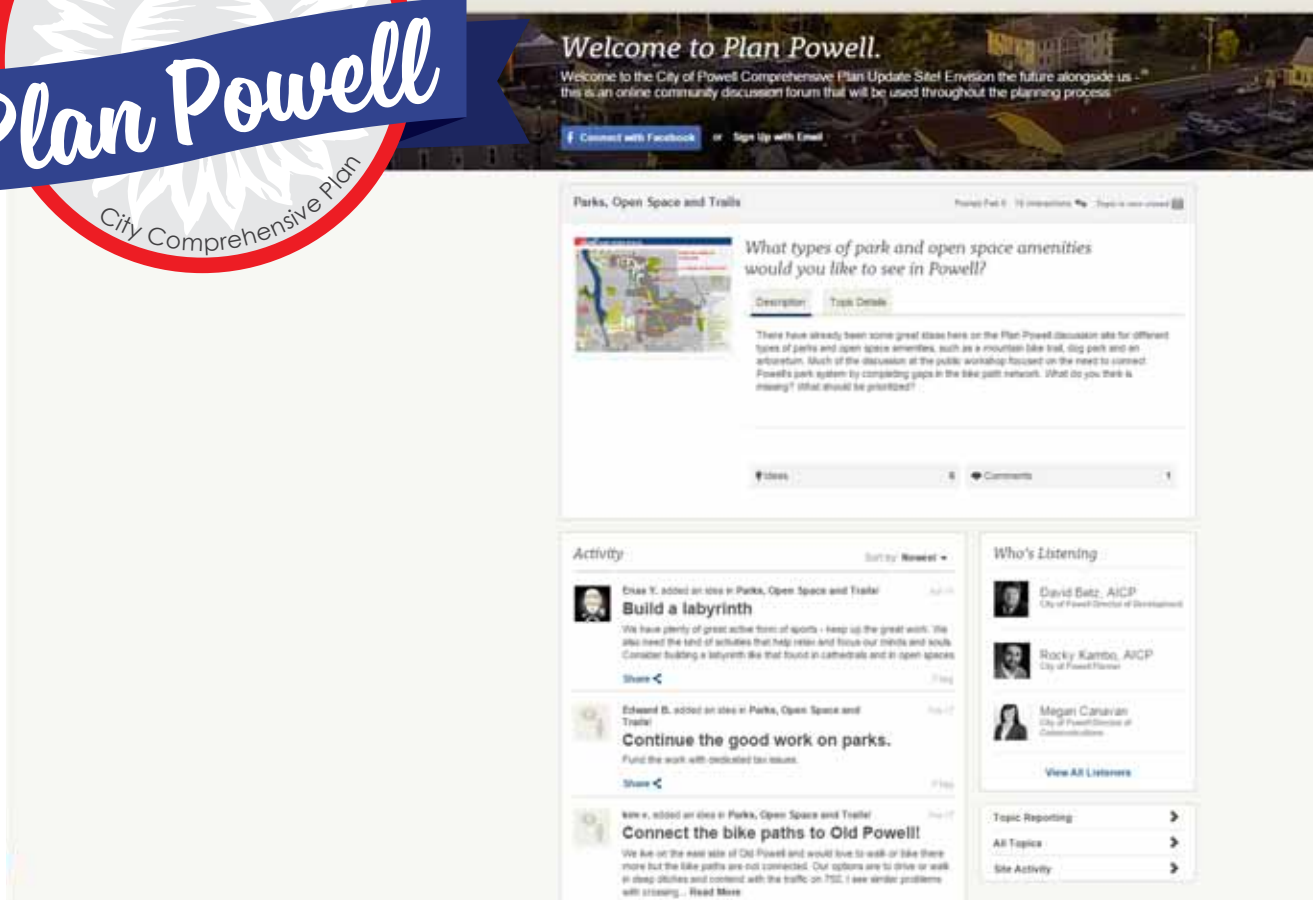 Plan Powell
City Comprehensive Plan
Welcome to Plan Powell.
Welcome to the City of Powell Comprehensive Plan Update Site! Envision the future alongside us -
this is an online community discussion forum that will be used throughout the planning process
Connect with Facebook or Sign Up with Email
Parks, Open Space and Trails
What types of park and open space amenities
would you like to see in Powell?
Description Topic Details
There have already been some great ideas here on the Plan Powell discussion site for different
types of parks and open space amenities, such as a mountain bike trail, dog park and an
arboretum. Much of the discussion at the public workshop focused on the need to connect
Powell's park system by completing gaps in the bike path network. What do you think is
missing? What should be prioritized?
Ideas 6 Comments 1
Activity
Sort by: Newest
Y. added an idea in Parks, Open Space and Trails!
Build a labyrinth
We have plenty of great active form of sports - keep up the great work. We
also need the kind of activities that help relax and focus our minds and souls.
Consider building a labyrinth like that found in cathedrals and in open spaces
Share
Edward B. added an idea in Parks, Open Space and
Trails!
Continue the good work on parks.
Fund the work with dedicated tax issues.
Share
added an idea in Parks, Open Space and Trails!
Connect the bike paths to Old Powell!
We live on the east side of Old Powell and would love to walk or bike there
more but the bike paths are not connected. Our options are to drive or walk
in deep ditches and contend with the traffic on 750. I see similar problems
with crossing... Read More
Who's Listening
David Betz, AICP
City of Powell Director of Development
Rocky Kambo, AICP
City of Powell Planner
Megan Canavan
City of Powell Director of
Communications
View All Listeners
Topic Reporting
All Topics
Site Activity